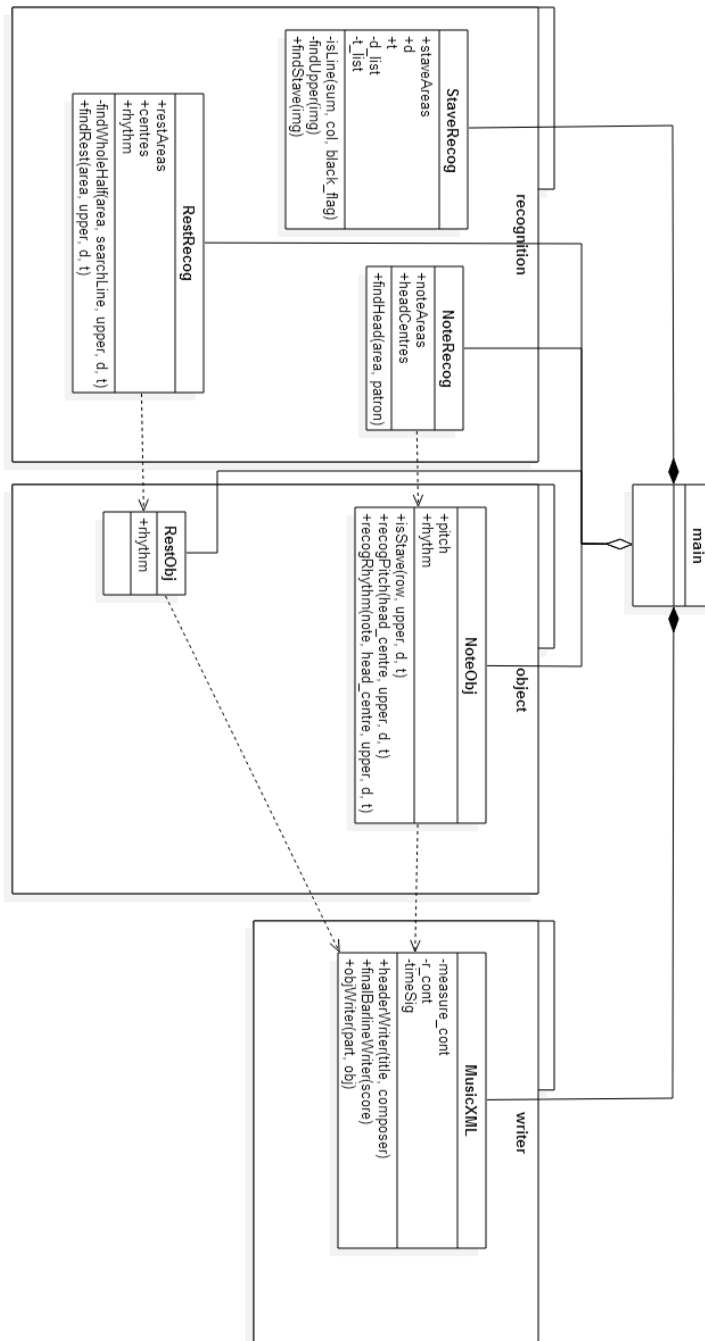 main
recognition
StaveRecog
+staveAreas
+d
+t
-d_list
-t_list
-isLine(sum, col, black_flag)
-findUpper(img)
+findStave(img)
NoteRecog
+noteAreas
+headCentres
+findHead(area, patron)
RestRecog
+restAreas
+centres
+rhythm
-findWholeHalf(area, searchLine, upper, d, t)
+findRest(area, upper, d, t)
object
NoteObj
+pitch
+rhythm
+isStave(row, upper, d, t)
+recogPitch(head_centre, upper, d, t)
+recogRhythm(note, head_centre, upper, d, t)
RestObj
+rhythm
writer
MusicXML
-measure_cont
-r_cont
-timeSig
+headerWriter(title, composer)
+finalBarlineWriter(score)
+objWriter(part, obj)